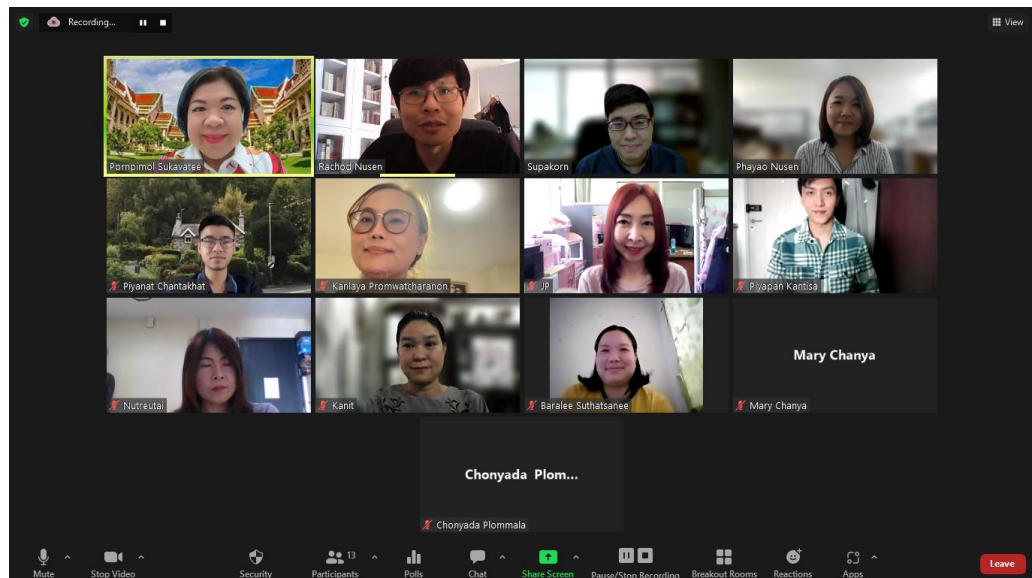 Recording...
View
Pornpimol Sukavatee
Rachod Nusen
Supakorn
Phayao Nusen
Piyanat Chantakhat
Kanlaya Promwatcharanon
JP
Piyapan Kantisa
Nutreutai
Kanit
Baralee Suthatsanee
Mary Chanya
Mary Chanya
Chonyada Plom...
Chonyada Plommala
13
Mute
Stop Video
Security
Participants
Polls
Chat
Share Screen
Pause/Stop Recording
Breakout Rooms
Reactions
Apps
Leave